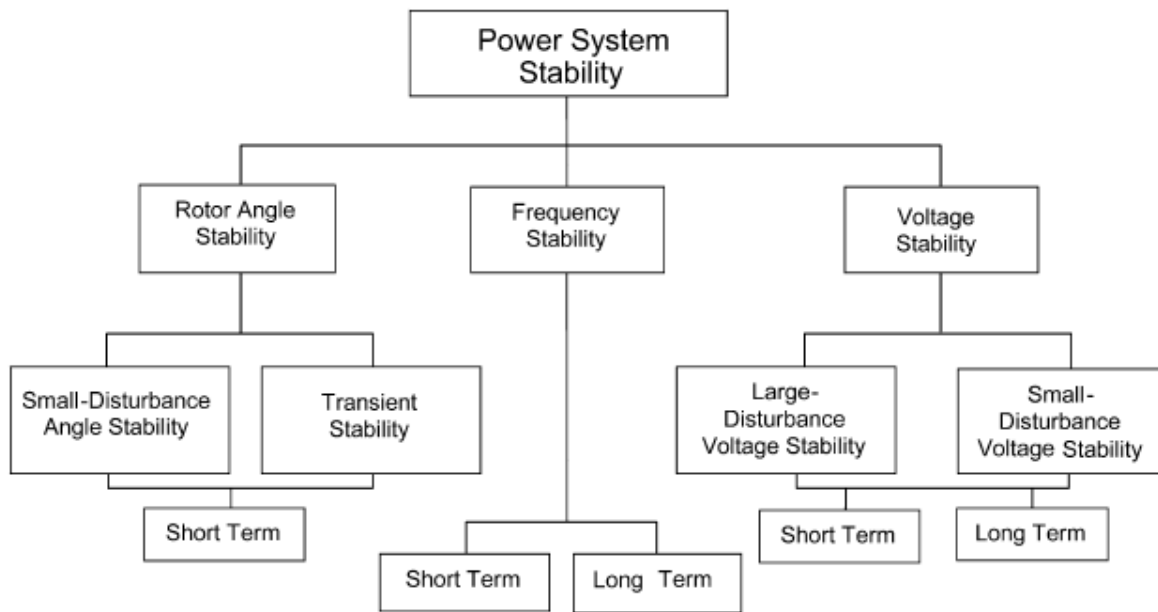 Power System
Stability
Rotor Angle
Stability
Frequency
Stability
Voltage
Stability
Small-Disturbance
Angle Stability
Transient
Stability
Large-
Disturbance
Voltage Stability
Small-
Disturbance
Voltage Stability
Short Term
Short Term
Long Term
Short Term
Long Term